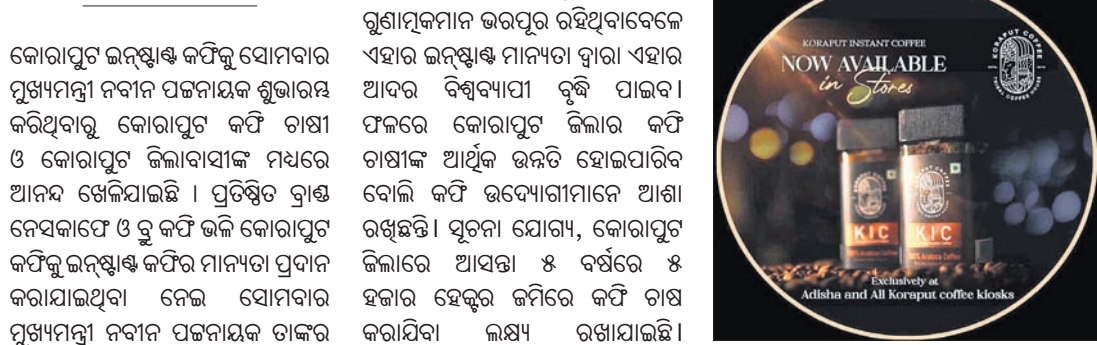 କୋରାପୁଟ ଇନ୍‌ଷ୍ଟାଣ୍ଟ କଫିକୁ ସୋମବାର
ମୁଖ୍ୟମନ୍ତ୍ରୀ ନବୀନ ପଟ୍ଟନାୟକ ଶୁଭାରମ୍ଭ
କରିଥିବାରୁ କୋରାପୁଟ କଫି ଚାଷୀ
ଓ କୋରାପୁଟ ଜିଲାବାସୀଙ୍କ ମଧ୍ୟରେ
ଆନନ୍ଦ ଖେଳିଯାଇଛି । ପ୍ରତିଷ୍ଠିତ ବ୍ରାଣ୍ଡ
ନେସକାଫେ ଓ ବ୍ରୁ କଫି ଭଳି କୋରାପୁଟ
କଫିକୁ ଇନ୍‌ଷ୍ଟାଣ୍ଟ କଫିର ମାନ୍ୟତା ପ୍ରଦାନ
କରାଯାଇଥିବା ନେଇ ସୋମବାର
ମୁଖ୍ୟମନ୍ତ୍ରୀ ନବୀନ ପଟ୍ଟନାୟକ ତାଙ୍କର
ଗୁଣାତ୍ମକମାନ ଭରପୂର ରହିଥିବାବେଳେ
ଏହାର ଇନ୍‌ଷ୍ଟାଣ୍ଟ ମାନ୍ୟତା ଦ୍ୱାରା ଏହାର
ଆଦର ବିଶ୍ୱବ୍ୟାପୀ ବୃଦ୍ଧି ପାଇବ।
ଫଳରେ କୋରାପୁଟ ଜିଲାର କଫି
ଚାଷୀଙ୍କ ଆର୍ଥିକ ଉନ୍ନତି ହୋଇପାରିବ
ବୋଲି କଫି ଉଦ୍ୟୋଗୀମାନେ ଆଶା
ରଖିଛନ୍ତି। ସୂଚନା ଯୋଗ୍ୟ, କୋରାପୁଟ
ଜିଲାରେ ଆସନ୍ତା ୫ ବର୍ଷରେ ୫
ହଜାର ହେକ୍ଟର ଜମିରେ କଫି ଚାଷ
କରାଯିବା ଲକ୍ଷ୍ୟ ରଖାଯାଇଛି।
KORAPUT INSTANT COFFEE
NOW AVAILABLE
in Stores
KORAPUT COFFEE
KIC
KIC
100% Arabica Coffee
Exclusively at
Adisha and All Koraput coffee kiosks